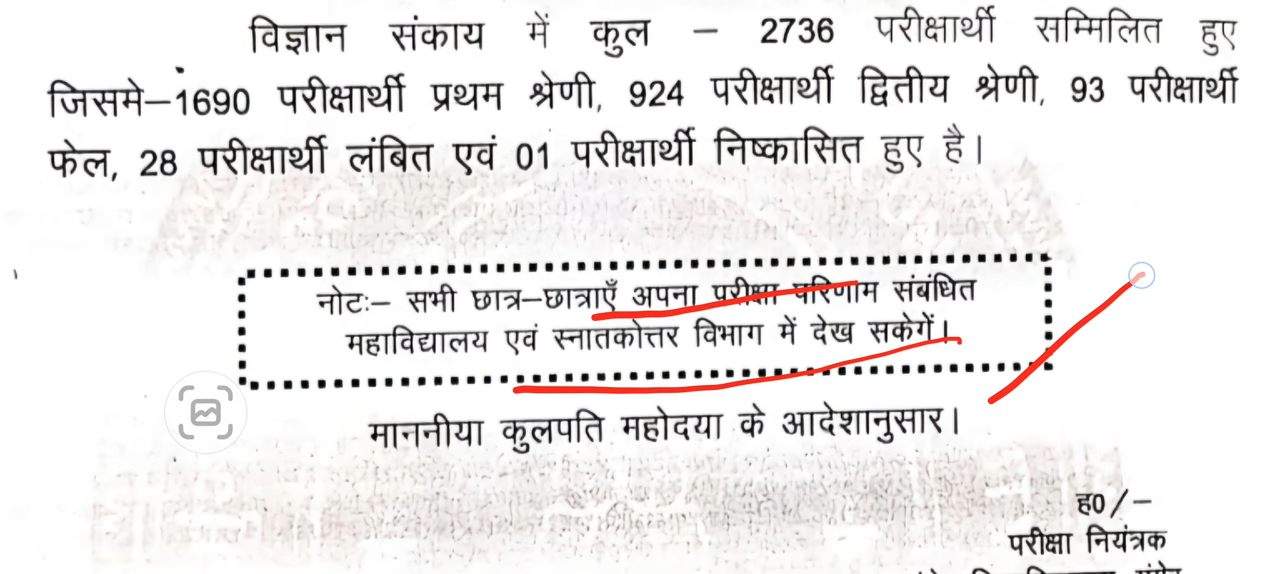 विज्ञान संकाय में कुल – 2736 परीक्षार्थी सम्मिलित हुए
जिसमे–1690 परीक्षार्थी प्रथम श्रेणी, 924 परीक्षार्थी द्वितीय श्रेणी, 93 परीक्षार्थी
फेल, 28 परीक्षार्थी लंबित एवं 01 परीक्षार्थी निष्कासित हुए है।
नोटः– सभी छात्र–छात्राएँ अपना परीक्षा परिणाम संबंधित
महाविद्यालय एवं स्नातकोत्तर विभाग में देख सकेगें।
माननीया कुलपति महोदया के आदेशानुसार।
ह0/–
परीक्षा नियंत्रक